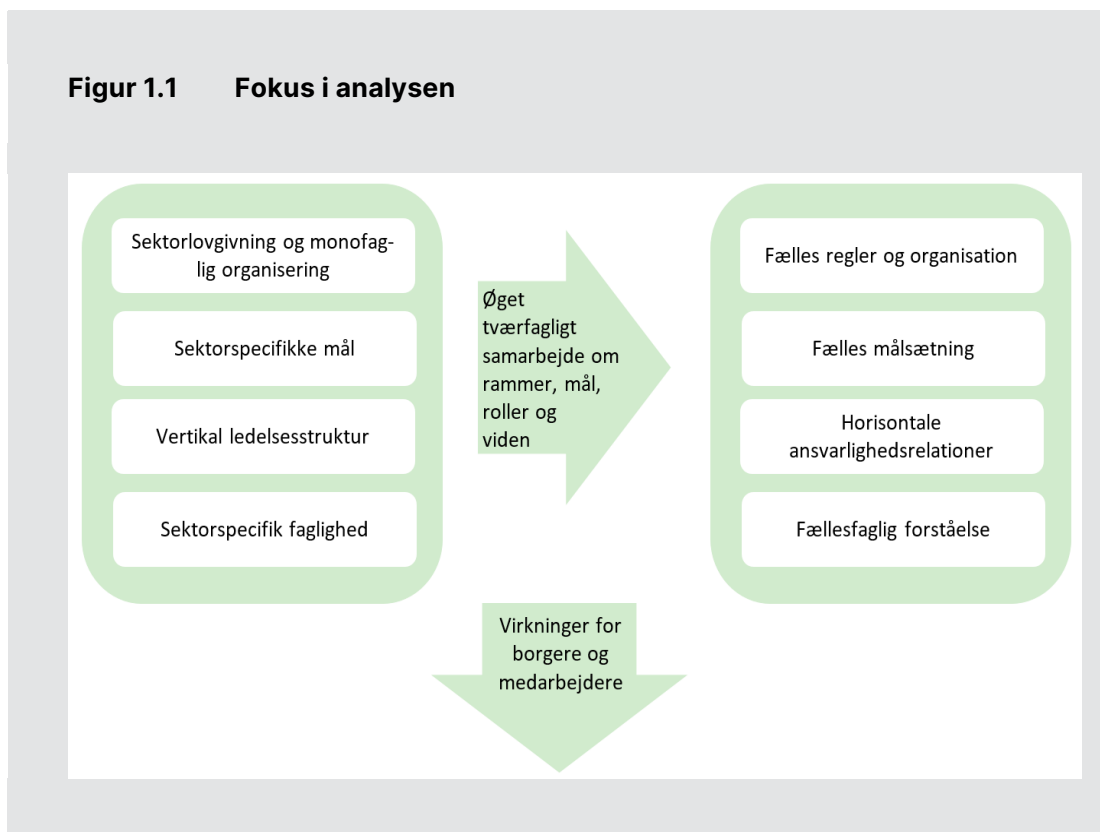 Figur 1.1 Fokus i analysen
Sektorlovgivning og monofag-
lig organisering
Sektorspecifikke mål
Vertikal ledelsesstruktur
Sektorspecifik faglighed
Øget
tværfagligt
samarbejde om
rammer, mål,
roller og
viden
Fælles regler og organisation
Fælles målsætning
Horisontale
ansvarlighedsrelationer
Fællesfaglig forståelse
Virkninger for
borgere og
medarbejdere